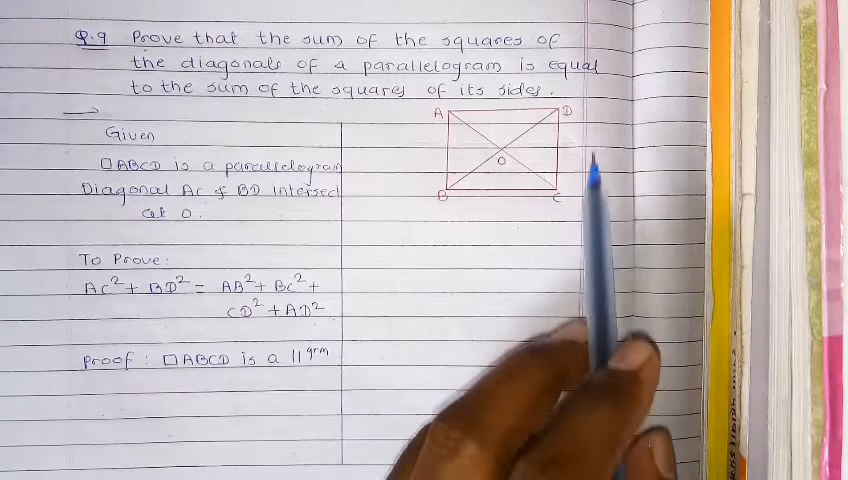 Q.9 Prove that the sum of the squares of
the diagonals of a parallelogram is equal
to the sum of the squares of its sides.
Given
□ABCD is a parallelogram
Diagonal AC & BD Intersect
at O.
A
D
O
B
C
To Prove:
AC² + BD² = AB² + BC² +
CD² + AD²
Proof : □ABCD is a 11grm